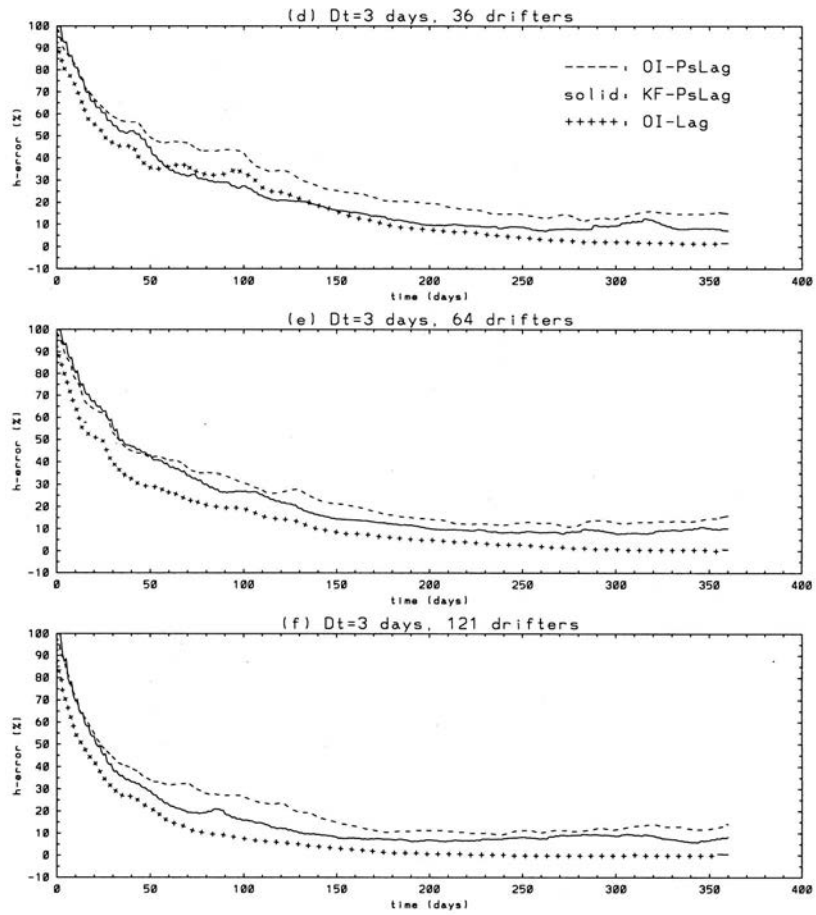 (d) Dt=3 days, 36 drifters
100
90
80
70
60
50
40
30
20
10
0
-10
h-error (%)
-----: OI-PsLag
solid: KF-PsLag
+++++: OI-Lag
0 50 100 150 200 250 300 350 400
time (days)
(e) Dt=3 days, 64 drifters
100
90
80
70
60
50
40
30
20
10
0
-10
h-error (%)
0 50 100 150 200 250 300 350 400
time (days)
(f) Dt=3 days, 121 drifters
100
90
80
70
60
50
40
30
20
10
0
-10
h-error (%)
0 50 100 150 200 250 300 350 400
time (days)